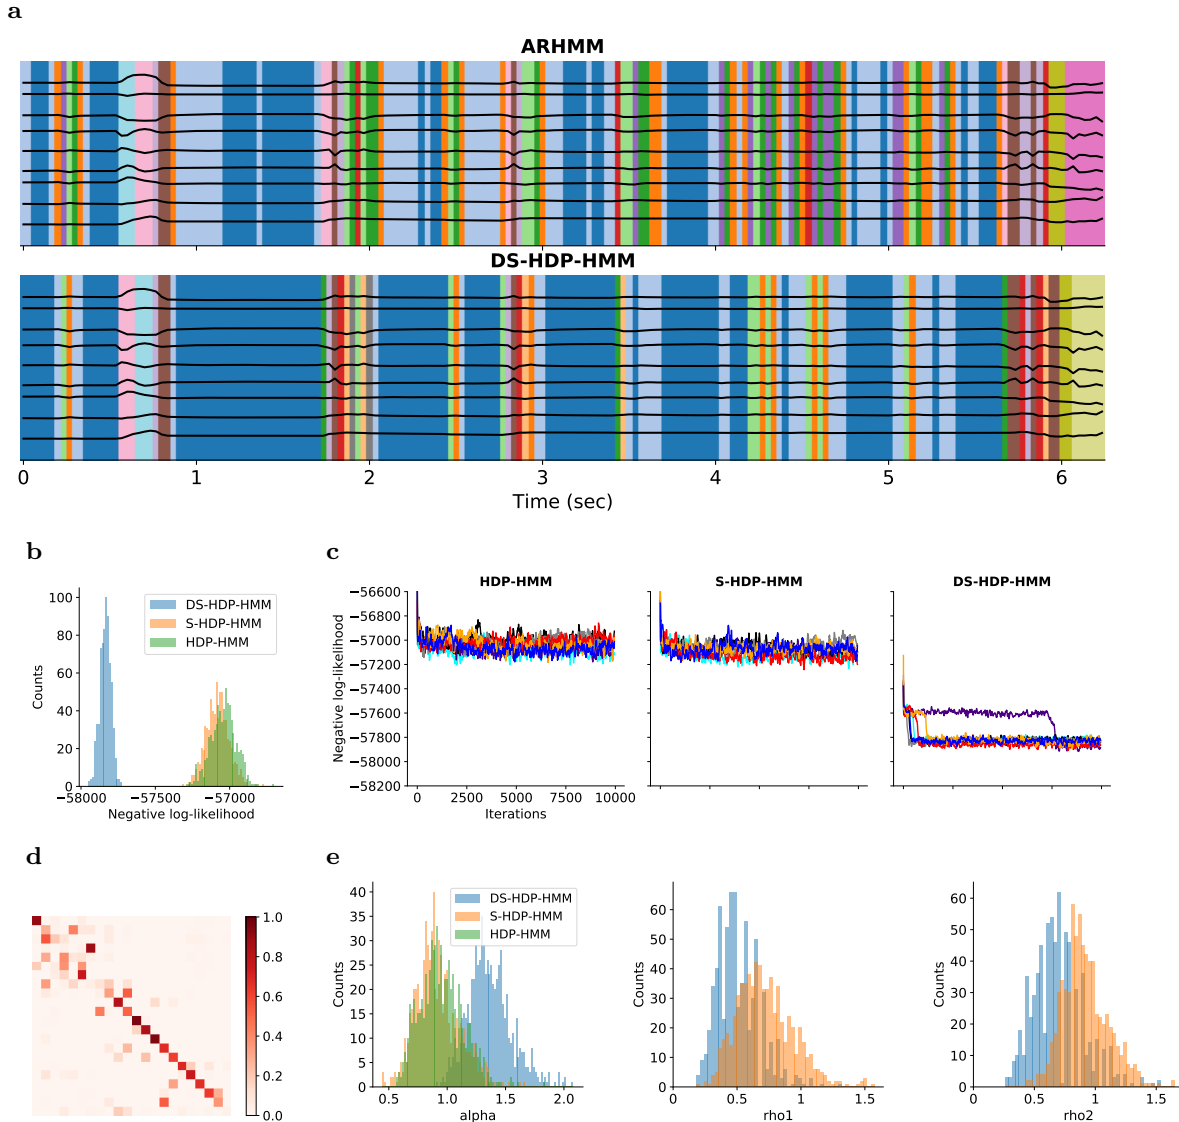 a
ARHMM
DS-HDP-HMM
0 1 2 3 4 5 6
Time (sec)
b
100
80
60
40
20
0
Counts
DS-HDP-HMM
S-HDP-HMM
HDP-HMM
−58000 −57500 −57000
Negative log-likelihood
c
HDP-HMM
S-HDP-HMM
DS-HDP-HMM
−56600
−56800
−57000
−57200
−57400
−57600
−57800
−58000
−58200
Negative log-likelihood
0 2500 5000 7500 10000
Iterations
d
1.0
0.8
0.6
0.4
0.2
0.0
e
40
35
30
25
20
15
10
5
0
Counts
DS-HDP-HMM
S-HDP-HMM
HDP-HMM
0.5 1.0 1.5 2.0
alpha
60
50
40
30
20
10
0
Counts
0 0.5 1 1.5
rho1
60
50
40
30
20
10
0
Counts
0 0.5 1 1.5
rho2